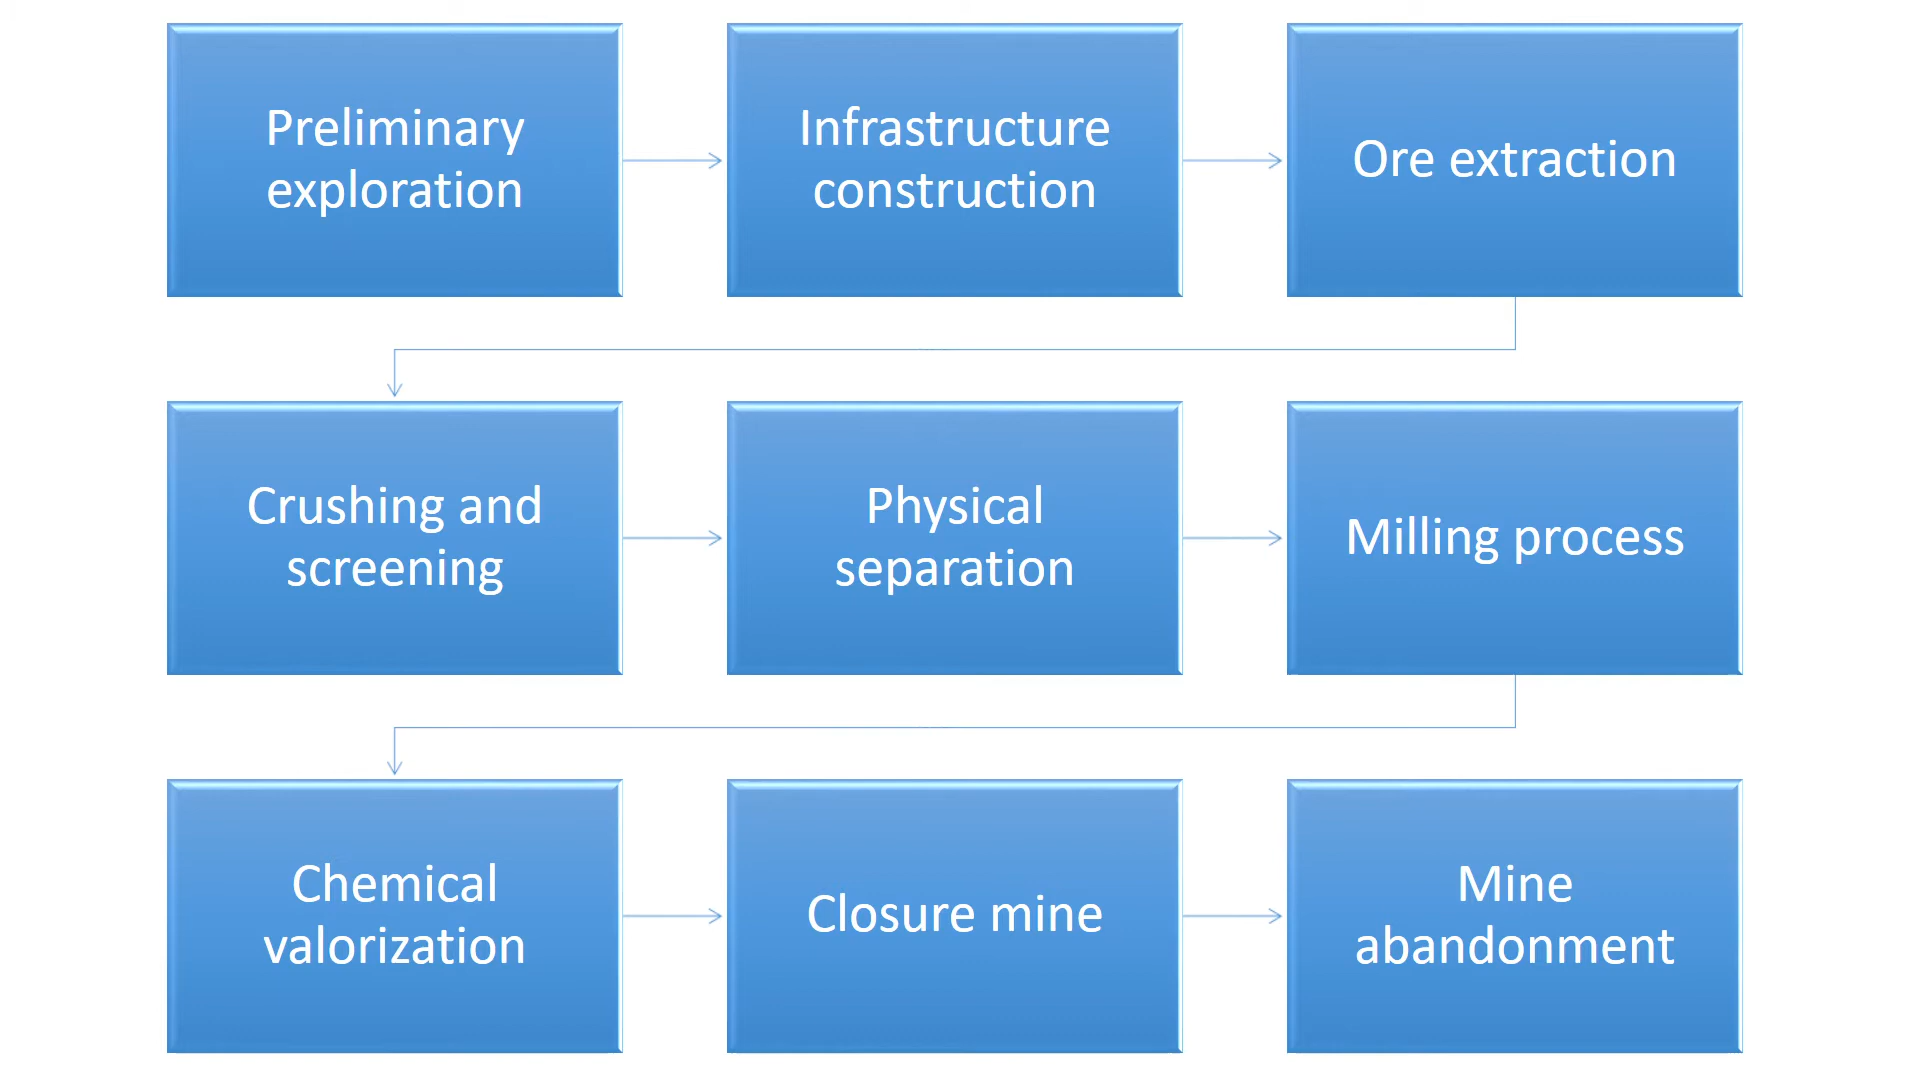 Preliminary
exploration
Infrastructure
construction
Ore extraction
Crushing and
screening
Physical
separation
Milling process
Chemical
valorization
Closure mine
Mine
abandonment